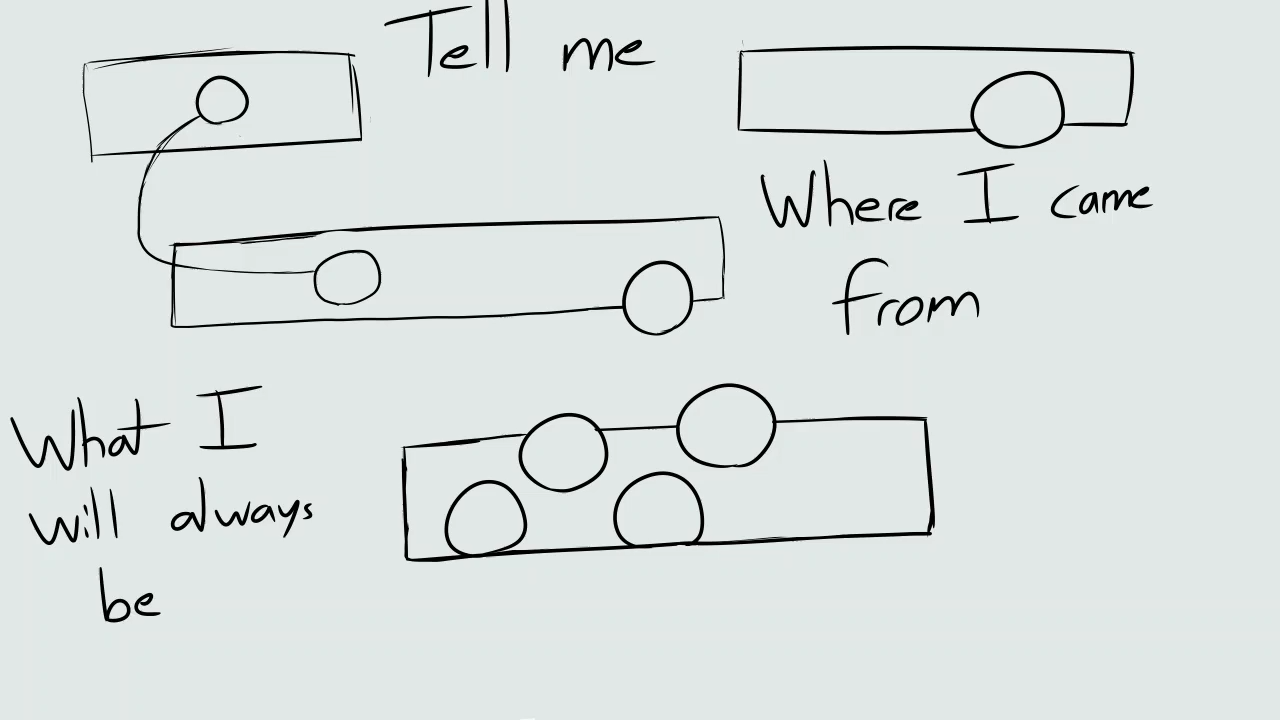 Tell me
Where I came
from
What I
will always
be